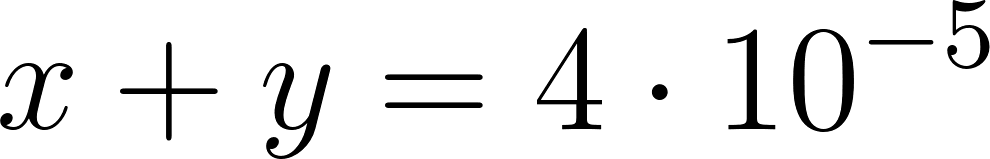 x + y = 4 · 10⁻⁵